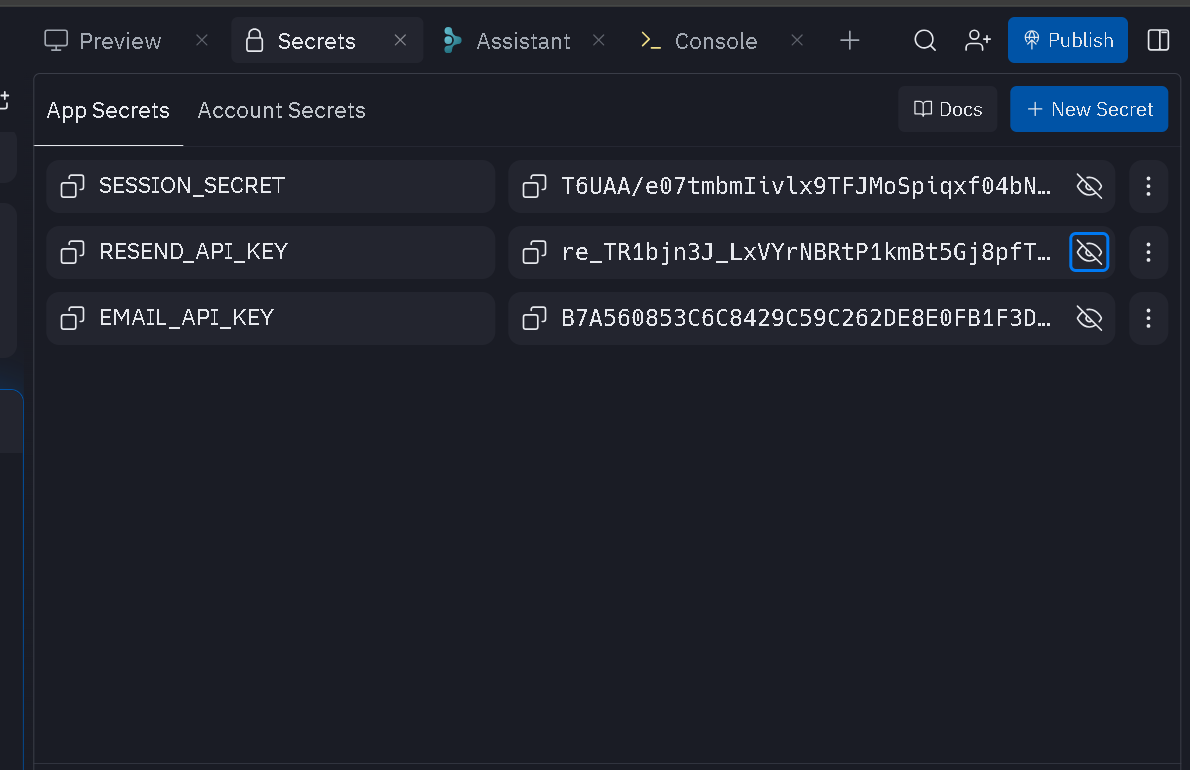 Preview Secrets Assistant Console Publish
App Secrets Account Secrets Docs New Secret
SESSION_SECRET T6UAA/e07tmbmIivlx9TFJMoSpiqxf04bN…
RESEND_API_KEY re_TR1bjn3J_LxVYrNBRtP1kmBt5Gj8pfT…
EMAIL_API_KEY B7A560853C6C8429C59C262DE8E0FB1F3D…